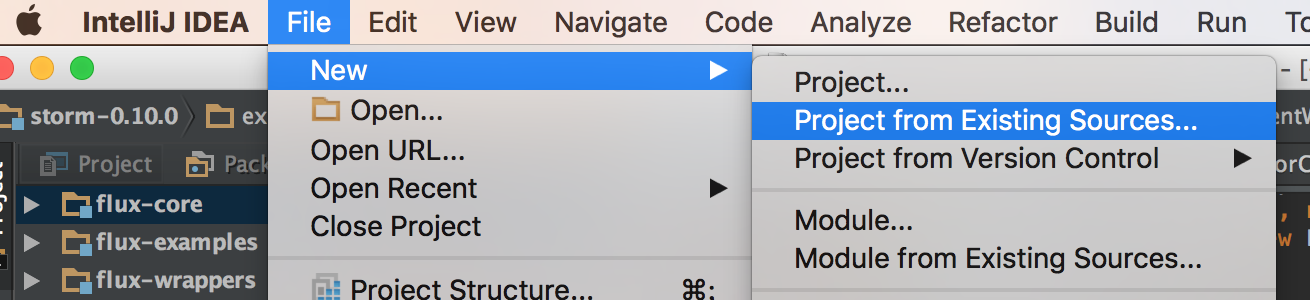 IntelliJ IDEA File Edit View Navigate Code Analyze Refactor Build Run
New
Project...
Open...
Project from Existing Sources...
storm-0.10.0
Open URL...
Project from Version Control
Project
Open Recent
flux-core
Module...
Close Project
flux-examples
Module from Existing Sources...
flux-wrappers
Project Structure... ⌘;